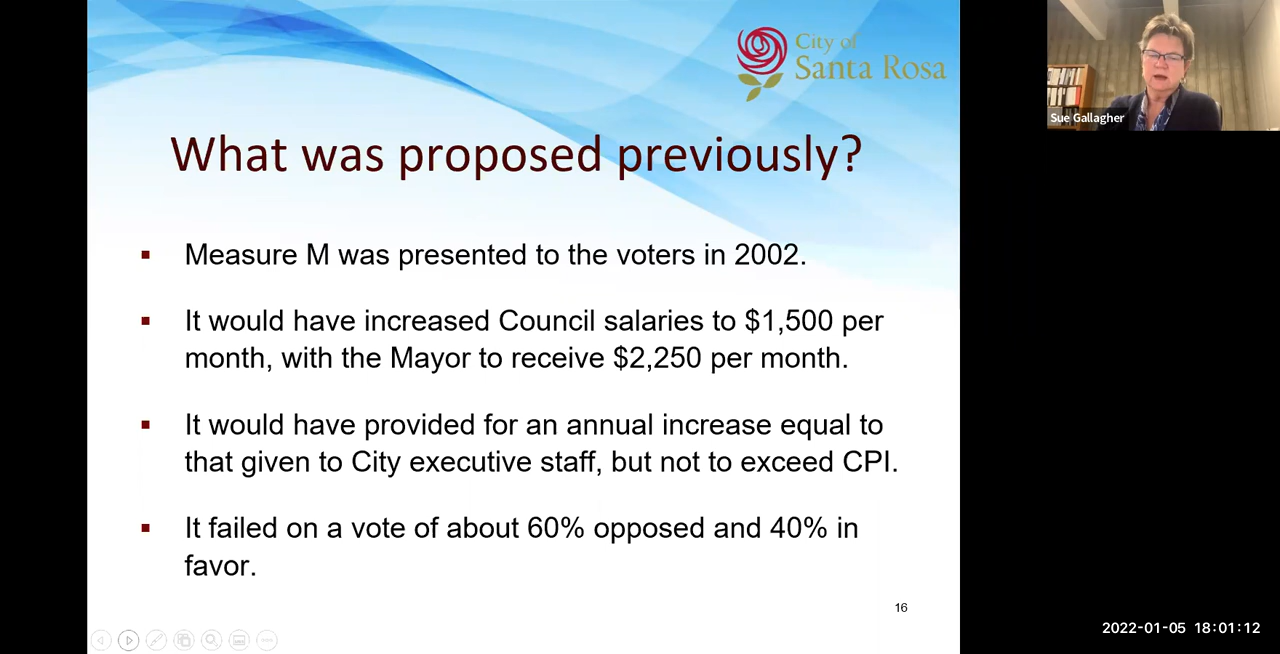 City of
Santa Rosa
Sue Gallagher
What was proposed previously?
▪ Measure M was presented to the voters in 2002.
▪ It would have increased Council salaries to $1,500 per
month, with the Mayor to receive $2,250 per month.
▪ It would have provided for an annual increase equal to
that given to City executive staff, but not to exceed CPI.
▪ It failed on a vote of about 60% opposed and 40% in
favor.
16
2022-01-05 18:01:12